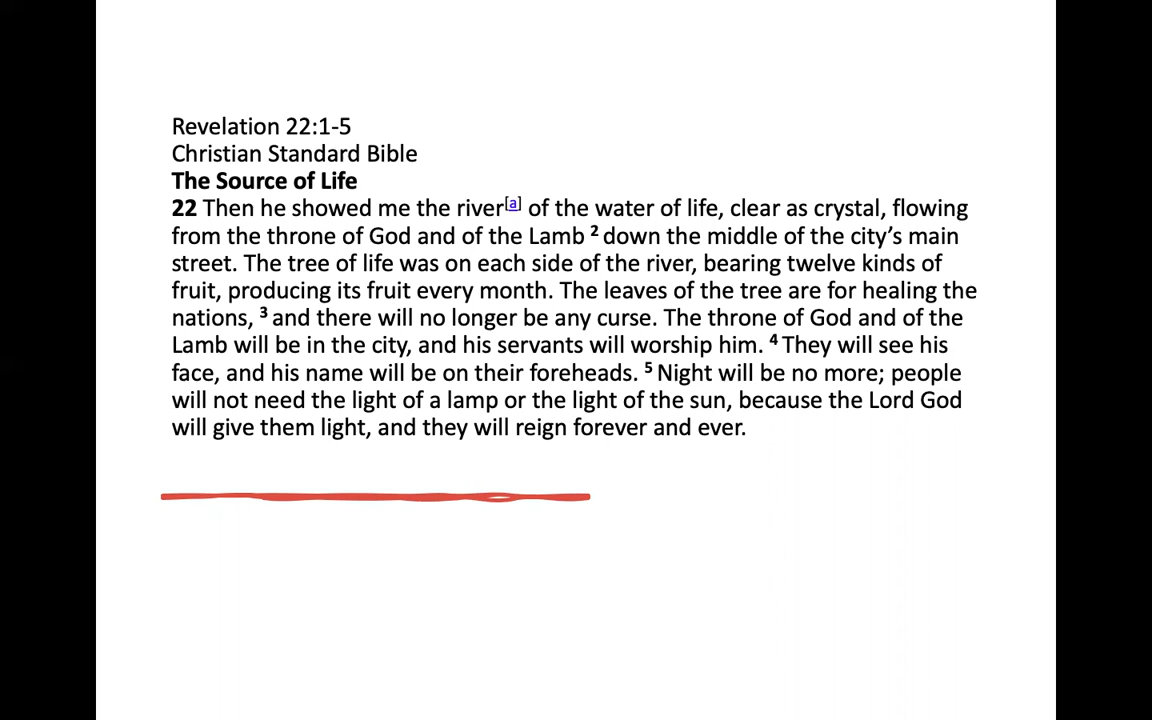 Revelation 22:1-5
Christian Standard Bible
The Source of Life
22 Then he showed me the river[a] of the water of life, clear as crystal, flowing
from the throne of God and of the Lamb 2 down the middle of the city’s main
street. The tree of life was on each side of the river, bearing twelve kinds of
fruit, producing its fruit every month. The leaves of the tree are for healing the
nations, 3 and there will no longer be any curse. The throne of God and of the
Lamb will be in the city, and his servants will worship him. 4 They will see his
face, and his name will be on their foreheads. 5 Night will be no more; people
will not need the light of a lamp or the light of the sun, because the Lord God
will give them light, and they will reign forever and ever.